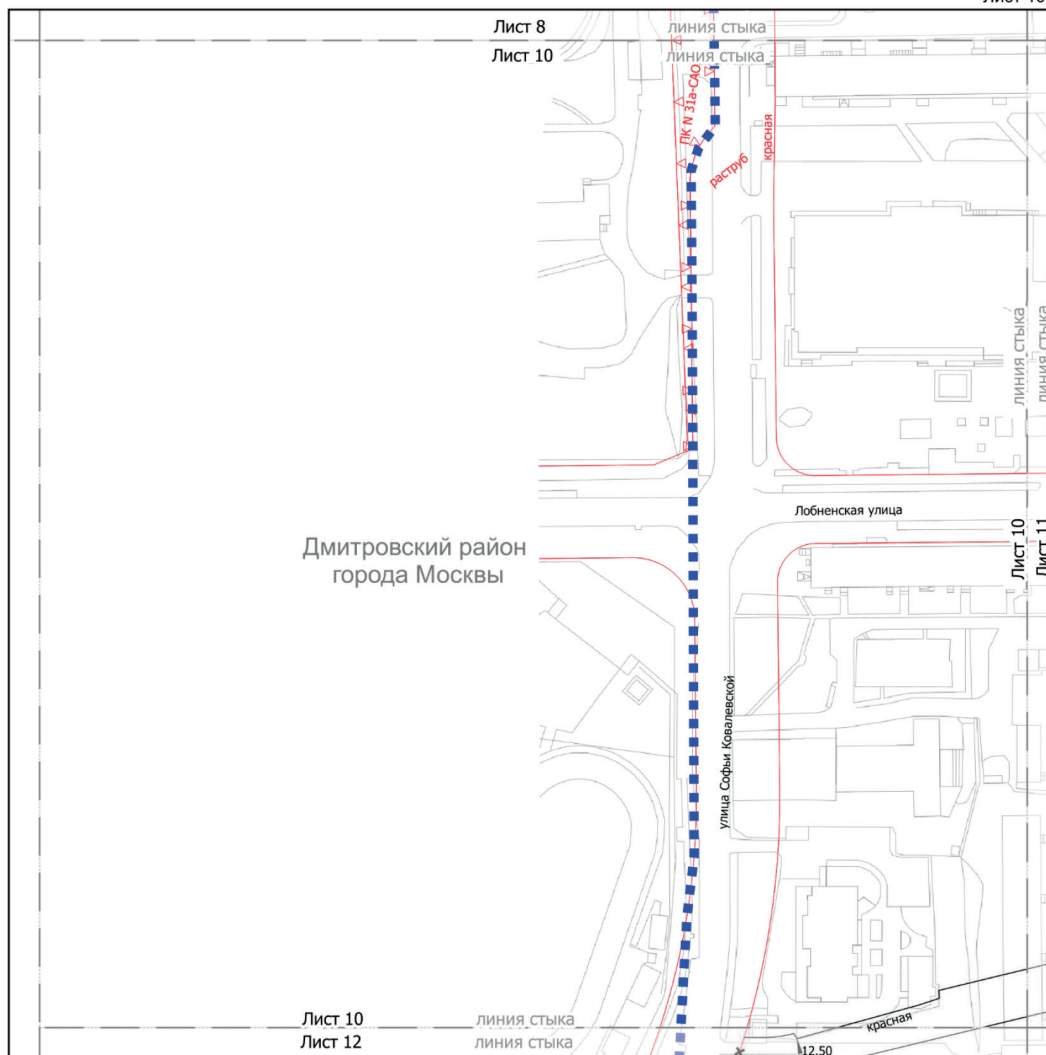 Лист 8
линия стыка
Лист 10
линия стыка
ПК N 31а-САО
красная
раструб
линия стыка
линия стыка
Лобненская улица
Дмитровский район
города Москвы
Лист 10
Лист 11
улица Софьи Ковалевской
красная
Лист 10
линия стыка
Лист 12
линия стыка
12.50